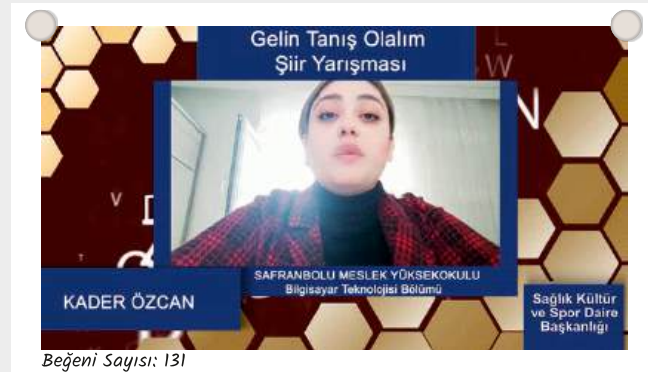 Gelin Tanış Olalım
Şiir Yarışması
L
W
N
V
SAFRANBOLU MESLEK YÜKSEKOKULU
Bilgisayar Teknolojisi Bölümü
KADER ÖZCAN
Sağlık Kültür
ve Spor Daire
Başkanlığı
Beğeni Sayısı: 131